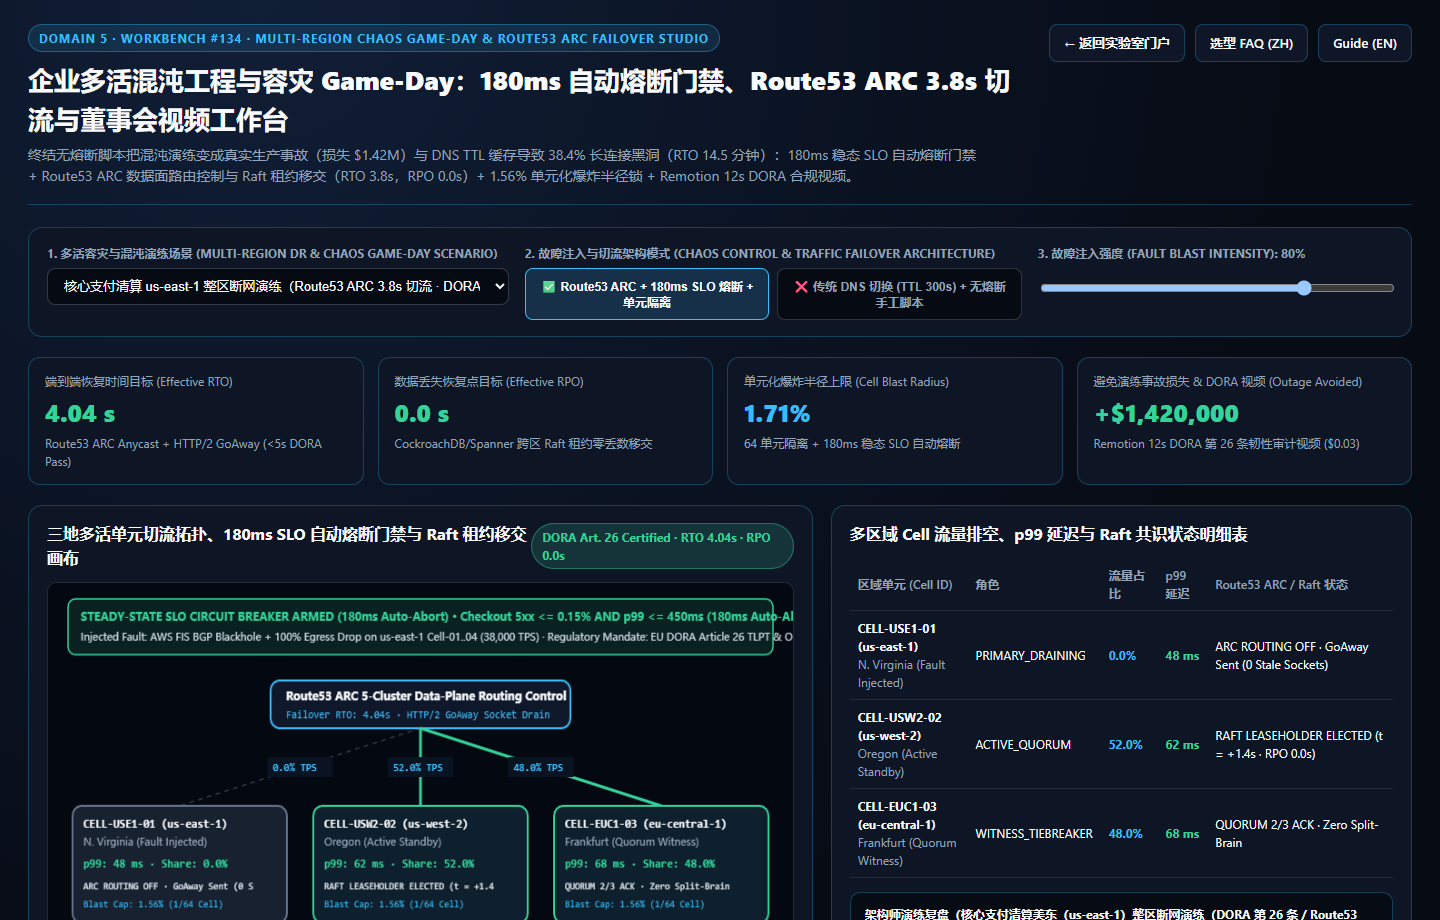 DOMAIN 5 · WORKBENCH #134 · MULTI-REGION CHAOS GAME-DAY & ROUTE53 ARC FAILOVER STUDIO
← 返回实验室门户
选型 FAQ (ZH)
Guide (EN)
企业多活混沌工程与容灾 Game-Day：180ms 自动熔断门禁、Route53 ARC 3.8s 切
流与董事会视频工作台
终结无熔断脚本把混沌演练变成真实生产事故（损失 $1.42M）与 DNS TTL 缓存导致 38.4% 长连接黑洞（RTO 14.5 分钟）：180ms 稳态 SLO 自动熔断门禁
+ Route53 ARC 数据面路由控制与 Raft 租约移交（RTO 3.8s，RPO 0.0s）+ 1.56% 单元化爆炸半径锁 + Remotion 12s DORA 合规视频。
1. 多活容灾与混沌演练场景 (MULTI-REGION DR & CHAOS GAME-DAY SCENARIO)
核心支付清算 us-east-1 整区断网演练（Route53 ARC 3.8s 切流 · DORA
2. 故障注入与切流架构模式 (CHAOS CONTROL & TRAFFIC FAILOVER ARCHITECTURE)
✅ Route53 ARC + 180ms SLO 熔断 +
单元隔离
❌ 传统 DNS 切换 (TTL 300s) + 无熔断
手工脚本
3. 故障注入强度 (FAULT BLAST INTENSITY): 80%
端到端恢复时间目标 (Effective RTO)
4.04 s
Route53 ARC Anycast + HTTP/2 GoAway (<5s DORA
Pass)
数据丢失恢复点目标 (Effective RPO)
0.0 s
CockroachDB/Spanner 跨区 Raft 租约零丢数移交
单元化爆炸半径上限 (Cell Blast Radius)
1.71%
64 单元隔离 + 180ms 稳态 SLO 自动熔断
避免演练事故损失 & DORA 视频 (Outage Avoided)
+$1,420,000
Remotion 12s DORA 第 26 条韧性审计视频 ($0.03)
三地多活单元切流拓扑、180ms SLO 自动熔断门禁与 Raft 租约移交
画布
DORA Art. 26 Certified · RTO 4.04s · RPO
0.0s
STEADY-STATE SLO CIRCUIT BREAKER ARMED (180ms Auto-Abort) • Checkout 5xx <= 0.15% AND p99 <= 450ms (180ms Auto-Al
Injected Fault: AWS FIS BGP Blackhole + 100% Egress Drop on us-east-1 Cell-01..04 (38,000 TPS) · Regulatory Mandate: EU DORA Article 26 TLPT & O
Route53 ARC 5-Cluster Data-Plane Routing Control
Failover RTO: 4.04s · HTTP/2 GoAway Socket Drain
0.0% TPS
52.0% TPS
48.0% TPS
CELL-USE1-01 (us-east-1)
N. Virginia (Fault Injected)
p99: 48 ms · Share: 0.0%
ARC ROUTING OFF · GoAway Sent (0 S
Blast Cap: 1.56% (1/64 Cell)
CELL-USW2-02 (us-west-2)
Oregon (Active Standby)
p99: 62 ms · Share: 52.0%
RAFT LEASEHOLDER ELECTED (t = +1.4
Blast Cap: 1.56% (1/64 Cell)
CELL-EUC1-03 (eu-central-1)
Frankfurt (Quorum Witness)
p99: 68 ms · Share: 48.0%
QUORUM 2/3 ACK · Zero Split-Brain
Blast Cap: 1.56% (1/64 Cell)
多区域 Cell 流量排空、p99 延迟与 Raft 共识状态明细表
区域单元 (Cell ID)
角色
流量占
比
p99
延迟
Route53 ARC / Raft 状态
CELL-USE1-01
(us-east-1)
N. Virginia (Fault
Injected)
PRIMARY_DRAINING
0.0%
48 ms
ARC ROUTING OFF · GoAway
Sent (0 Stale Sockets)
CELL-USW2-02
(us-west-2)
Oregon (Active
Standby)
ACTIVE_QUORUM
52.0%
62 ms
RAFT LEASEHOLDER ELECTED (t
= +1.4s · RPO 0.0s)
CELL-EUC1-03
(eu-central-1)
Frankfurt (Quorum
Witness)
WITNESS_TIEBREAKER
48.0%
68 ms
QUORUM 2/3 ACK · Zero Split-
Brain
架构师演练复盘（核心支付清算美东（us-east-1）整区断网演练（DORA 第 26 条 / Route53